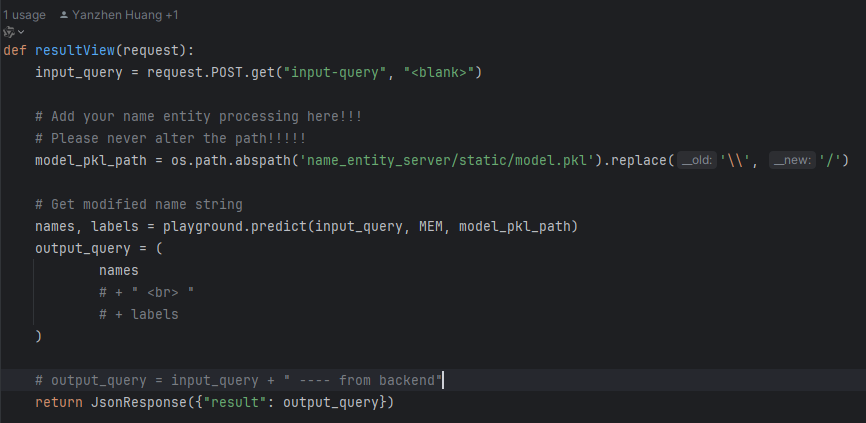 1 usage Yanzhen Huang +1
def resultView(request):
    input_query = request.POST.get("input-query", "<blank>")
    # Add your name entity processing here!!!
    # Please never alter the path!!!!!
    model_pkl_path = os.path.abspath('name_entity_server/static/model.pkl').replace(__old: '\\', __new: '/')
    # Get modified name string
    names, labels = playground.predict(input_query, MEM, model_pkl_path)
    output_query = (
            names
            # + " <br> "
            # + labels
    )
    # output_query = input_query + " ---- from backend"
    return JsonResponse({"result": output_query})